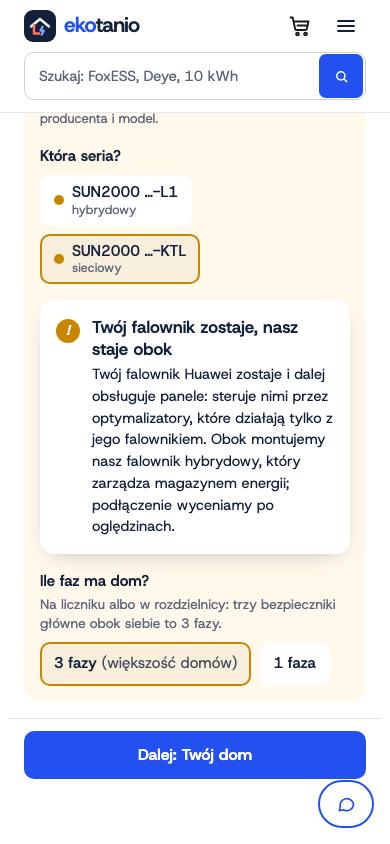 ekotanio
Szukaj: FoxESS, Deye, 10 kWh
producenta i model.
Która seria?
SUN2000 …-L1
hybrydowy
SUN2000 …-KTL
sieciowy
!
Twój falownik zostaje, nasz
staje obok
Twój falownik Huawei zostaje i dalej
obsługuje panele: steruje nimi przez
optymalizatory, które działają tylko z
jego falownikiem. Obok montujemy
nasz falownik hybrydowy, który
zarządza magazynem energii;
podłączenie wyceniamy po
oględzinach.
Ile faz ma dom?
Na liczniku albo w rozdzielnicy: trzy bezpieczniki
główne obok siebie to 3 fazy.
3 fazy (większość domów)
1 faza
Dalej: Twój dom